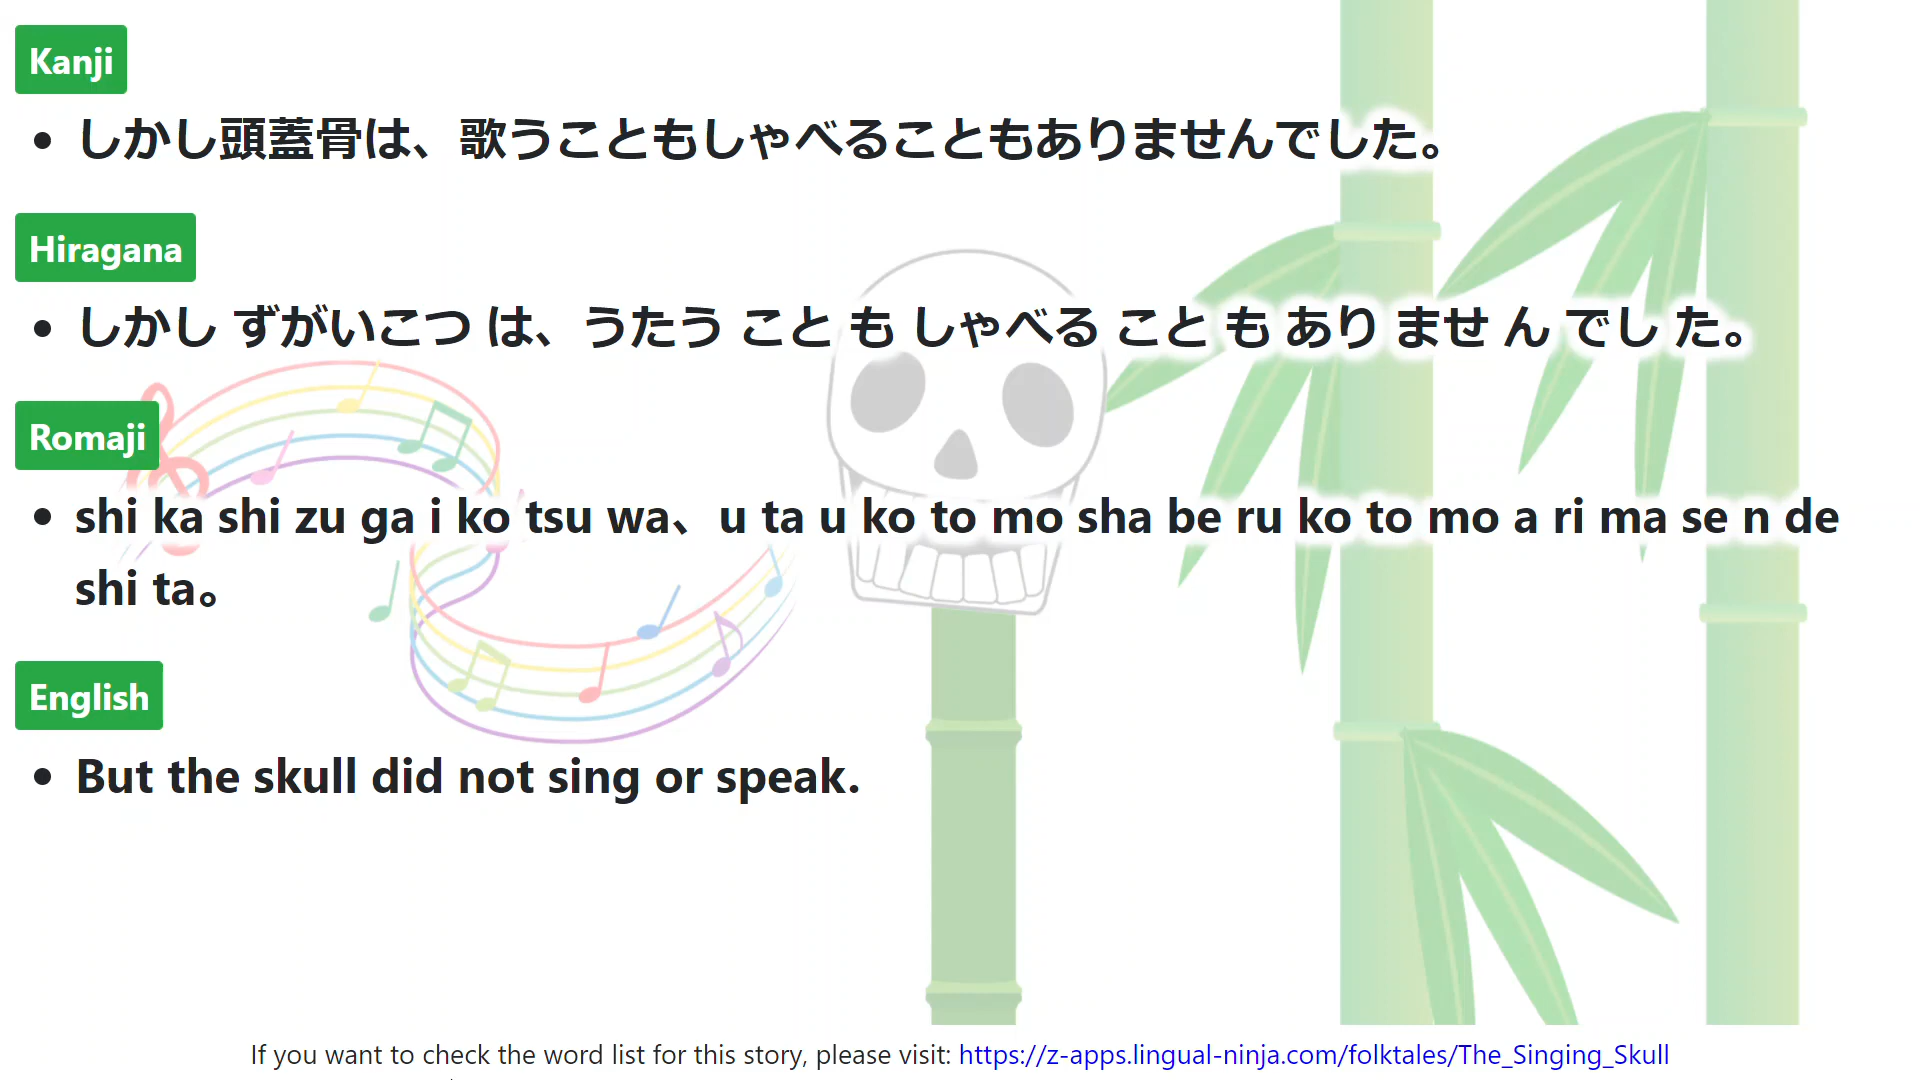 Kanji
• しかし頭蓋骨は、歌うこともしゃべることもありませんでした。
Hiragana
• しかし ずがいこつ は、うたう こと も しゃべる こと も あり ませ ん でし た。
Romaji
• shi ka shi zu ga i ko tsu wa、u ta u ko to mo sha be ru ko to mo a ri ma se n de
shi ta。
English
• But the skull did not sing or speak.
If you want to check the word list for this story, please visit: https://z-apps.lingual-ninja.com/folktales/The_Singing_Skull